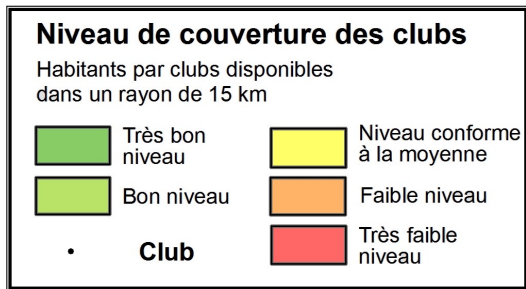 Niveau de couverture des clubs
Habitants par clubs disponibles
dans un rayon de 15 km
Très bon
niveau
Bon niveau
Club
Niveau conforme
à la moyenne
Faible niveau
Très faible
niveau